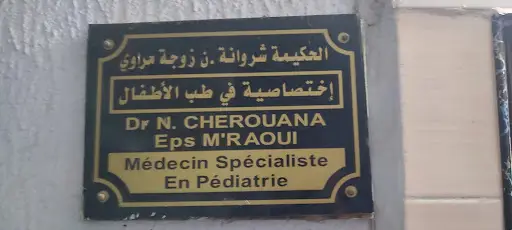 الحكيمة شروانة .ن زوجة مراوي
إختصاصية في طب الأطفال
Dr N. CHEROUANA
Eps M'RAOUI
Médecin Spécialiste
En Pédiatrie